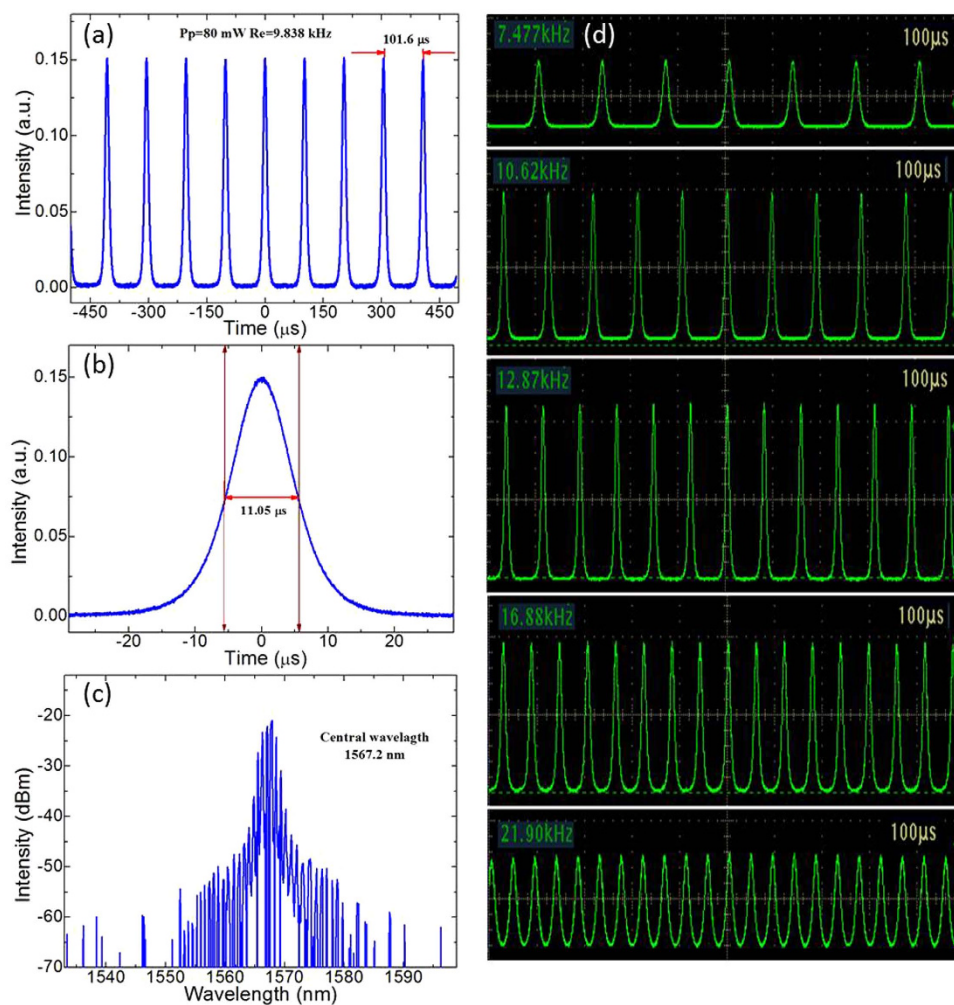 (a)
Pp=80 mW Re=9.838 kHz
101.6 μs
0.15
0.10
0.05
0.00
Intensity (a.u.)
-450 -300 -150 0 150 300 450
Time (μs)
(b)
0.15
0.10
0.05
0.00
Intensity (a.u.)
11.05 μs
-20 -10 0 10 20
Time (μs)
(c)
Central wavelagth
1567.2 nm
-20
-30
-40
-50
-60
-70
Intensity (dBm)
1540 1550 1560 1570 1580 1590
Wavelength (nm)
7.477kHz (d) 100μs
10.62kHz 100μs
12.87kHz 100μs
16.88kHz 100μs
21.90kHz 100μs